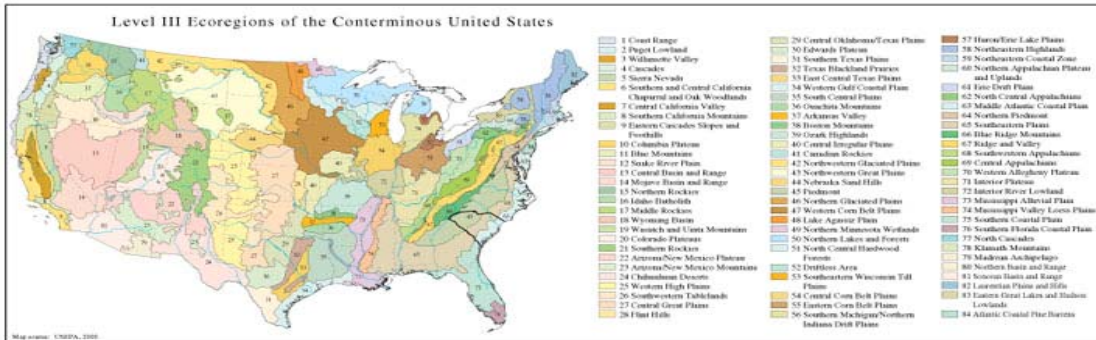 Level III Ecoregions of the Conterminous United States
1 Coast Range
2 Puget Lowland
3 Willamette Valley
4 Cascades
5 Sierra Nevada
6 Southern and Central California
Chaparral and Oak Woodlands
7 Central California Valley
8 Southern California Mountains
9 Eastern Cascades Slopes and
Foothills
10 Columbia Plateau
11 Blue Mountains
12 Snake River Plain
13 Central Basin and Range
14 Mojave Basin and Range
15 Northern Rockies
16 Idaho Batholith
17 Middle Rockies
18 Wyoming Basin
19 Wasatch and Uinta Mountains
20 Colorado Plateaus
21 Southern Rockies
22 Arizona/New Mexico Plateau
23 Arizona/New Mexico Mountains
24 Chihuahuan Deserts
25 Western High Plains
26 Southwestern Tablelands
27 Central Great Plains
28 Flint Hills
29 Central Oklahoma/Texas Plains
30 Edwards Plateau
31 Southern Texas Plains
32 Texas Blackland Prairies
33 East Central Texas Plains
34 Western Gulf Coastal Plain
35 South Central Plains
36 Ouachita Mountains
37 Arkansas Valley
38 Boston Mountains
39 Ozark Highlands
40 Central Irregular Plains
41 Canadian Rockies
42 Northwestern Glaciated Plains
43 Northwestern Great Plains
44 Nebraska Sand Hills
45 Piedmont
46 Northern Glaciated Plains
47 Western Corn Belt Plains
48 Lake Agassiz Plain
49 Northern Minnesota Wetlands
50 Northern Lakes and Forests
51 North Central Hardwood
Forests
52 Driftless Area
53 Southeastern Wisconsin Till
Plains
54 Central Corn Belt Plains
55 Eastern Corn Belt Plains
56 Southern Michigan/Northern
Indiana Drift Plains
57 Huron/Erie Lake Plains
58 Northeastern Highlands
59 Northeastern Coastal Zone
60 Northern Appalachian Plateau
and Uplands
61 Erie Drift Plain
62 North Central Appalachians
63 Middle Atlantic Coastal Plain
64 Northern Piedmont
65 Southeastern Plains
66 Blue Ridge Mountains
67 Ridge and Valley
68 Southwestern Appalachians
69 Central Appalachians
70 Western Allegheny Plateau
71 Interior Plateau
72 Interior River Lowland
73 Mississippi Alluvial Plain
74 Mississippi Valley Loess Plains
75 Southern Coastal Plain
76 Southern Florida Coastal Plain
77 North Cascades
78 Klamath Mountains
79 Madrean Archipelago
80 Northern Basin and Range
81 Sonoran Basin and Range
82 Laurentian Plains and Hills
83 Eastern Great Lakes and Hudson
Lowlands
84 Atlantic Coastal Pine Barrens
Map source: USEPA, 2003